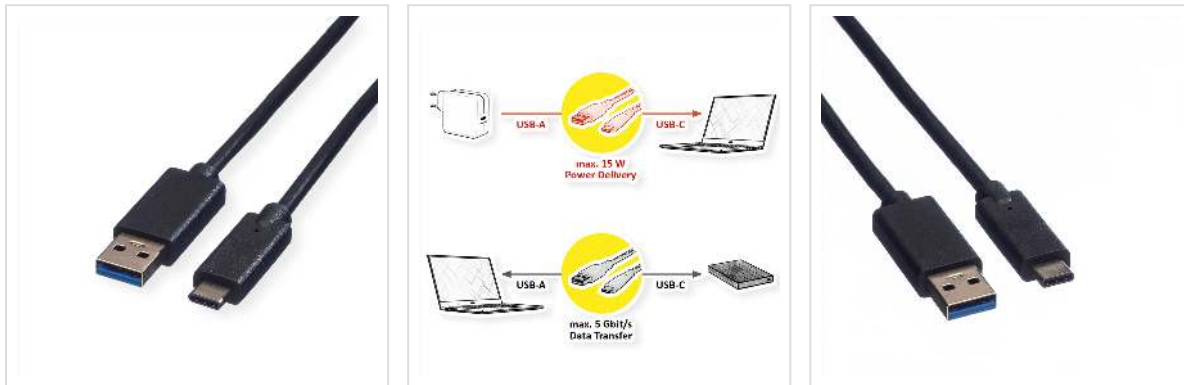 USB-A
USB-C
max. 15 W
Power Delivery
USB-A
USB-C
max. 5 Gbit/s
Data Transfer